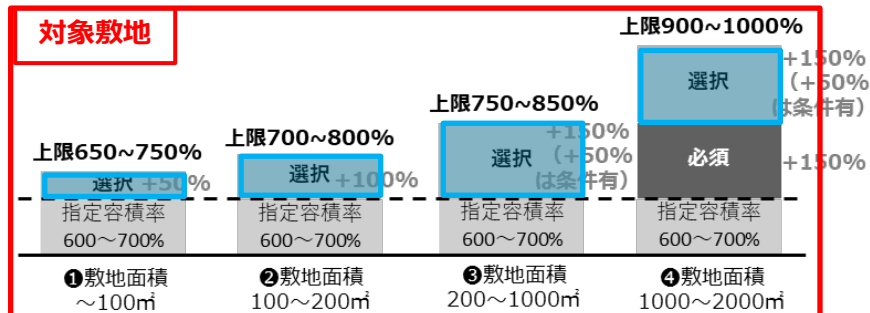 対象敷地
上限650~750%
選択
+50%
指定容積率
600～700%
❶敷地面積
～100㎡
上限700~800%
選択
+100%
指定容積率
600～700%
❷敷地面積
100～200㎡
上限750~850%
選択
+150%
（+50%
は条件有）
指定容積率
600～700%
❸敷地面積
200～1000㎡
上限900~1000%
選択
+150%
（+50%
は条件有）
必須
+150%
指定容積率
600～700%
❹敷地面積
1000～2000㎡